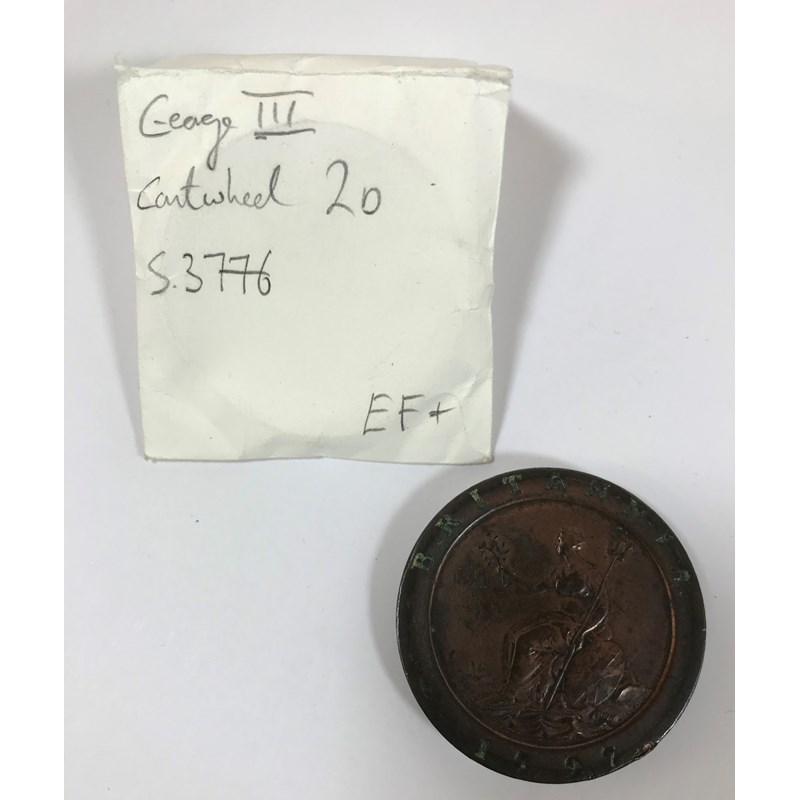 George III
Cartwheel 2D
S.3776
EF+
BRITANNIA
1797